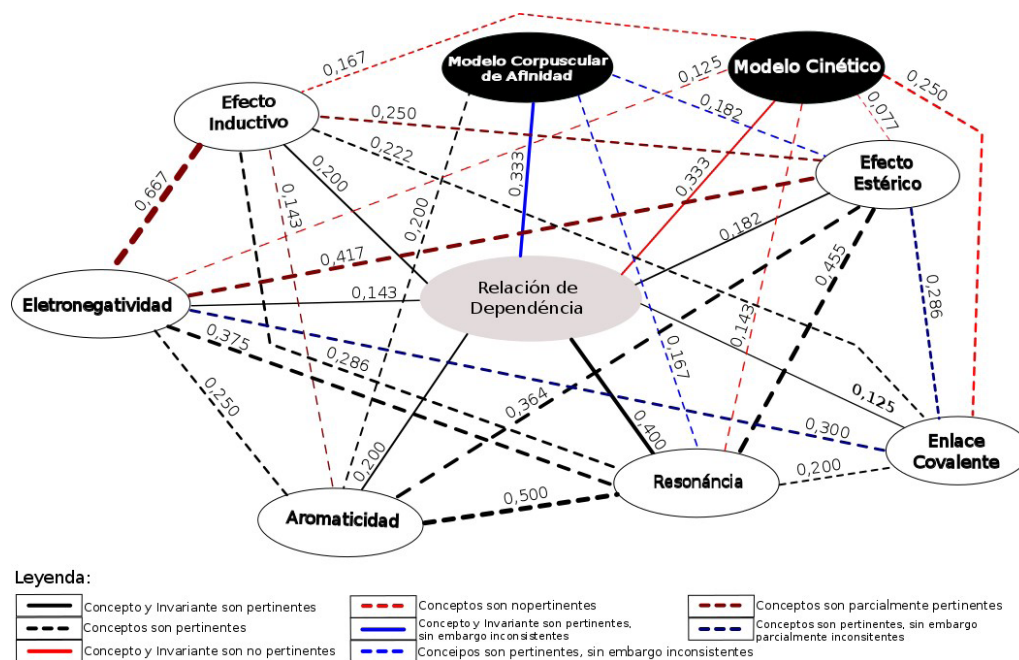 0,167
Modelo Corpuscular
de Afinidad
0,125
Modelo Cinético
0,250
Efecto
Inductivo
0,250
0,182
0,077
0,222
Efecto
Estérico
0,667
0,200
0,333
0,333
0,143
0,200
0,182
0,417
0,455
Eletronegatividad
0,143
Relación de
Dependéncia
0,286
0,375
0,286
0,143
0,167
0,250
0,364
0,125
0,300
0,400
0,200
Enlace
Covalente
Resonáncia
0,200
0,500
Aromaticidad
Leyenda:
Concepto y Invariante son pertinentes
Conceptos son pertinentes
Concepto y Invariante son no pertinentes
Conceptos son nopertinentes
Concepto y Invariante son pertinentes,
sin embargo inconsistentes
Conceipos son pertinentes, sin embargo inconsistentes
Conceptos son parcialmente pertinentes
Conceptos son pertinentes, sin embargo
parcialmente inconsitentes